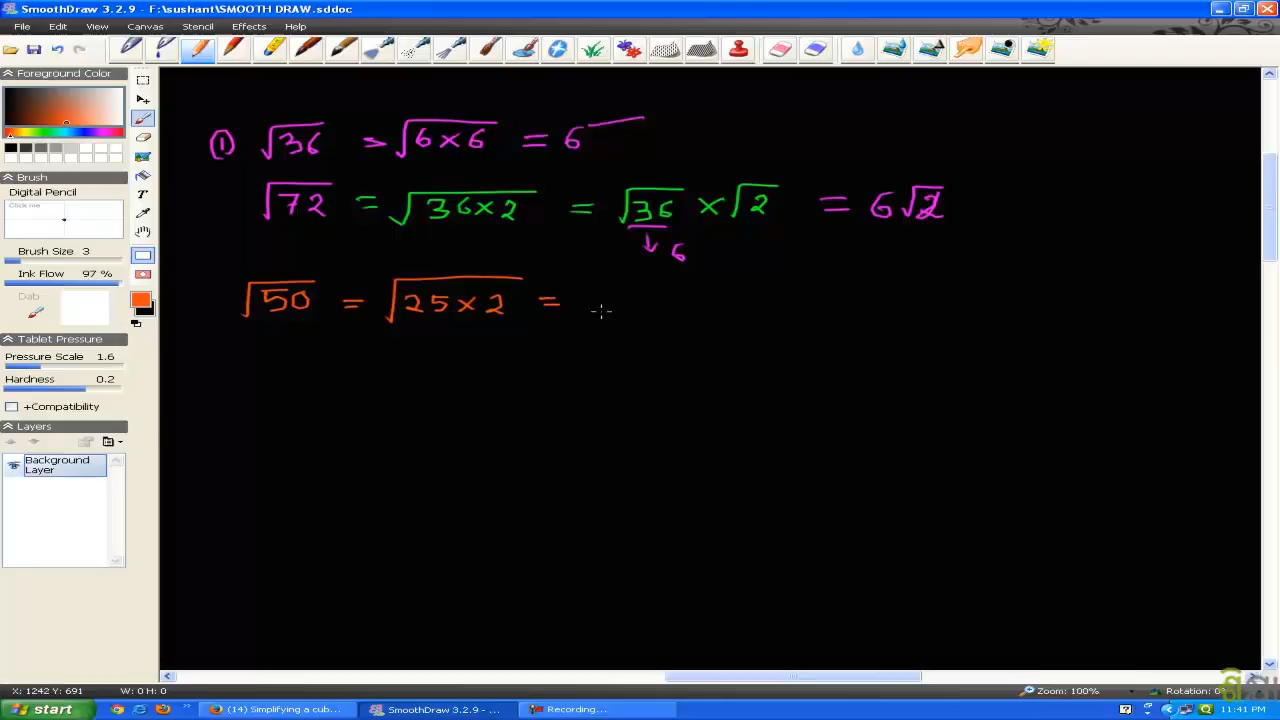 SmoothDraw 3.2.9 - F:\sushant\SMOOTH DRAW.sddoc
File Edit View Canvas Stencil Effects Help
Foreground Color
Brush
Digital Pencil
Click me
Brush Size 3
Ink Flow 97 %
Dab
Tablet Pressure
Pressure Scale 1.6
Hardness 0.2
+Compatibility
Layers
Background Layer
① √36 = √6×6 = 6
√72 = √36×2 = √36 × √2 = 6√2
↓ 6
√50 = √25×2 =
X: 1242 Y: 691 W: 0 H: 0 Zoom: 100%
start (14) Simplifying a cub... SmoothDraw 3.2.9 - ... Recording... 11:41 PM